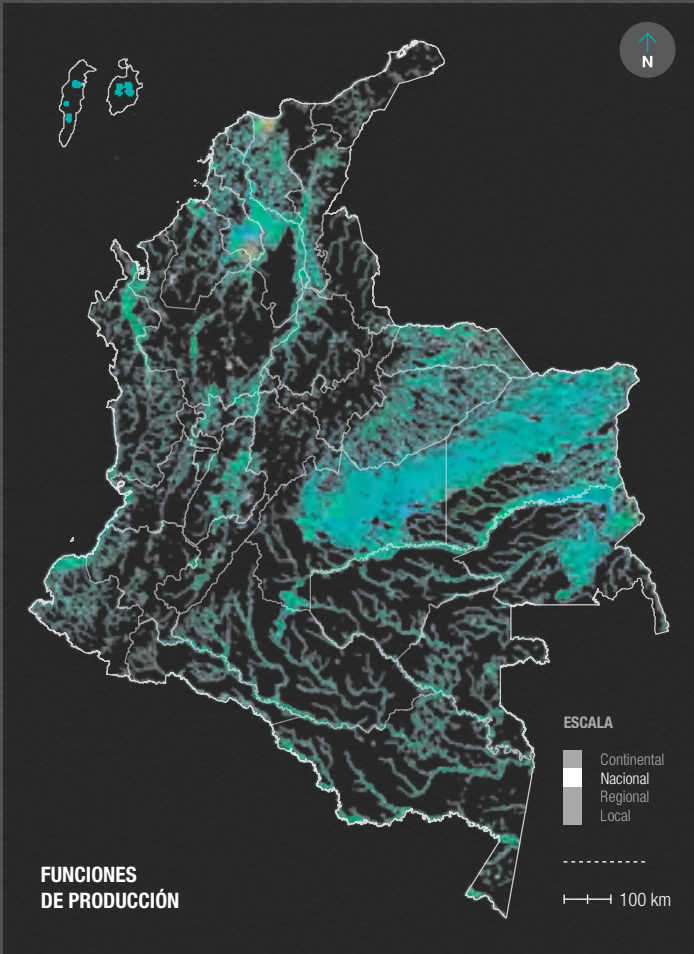 N
ESCALA
Continental
Nacional
Regional
Local
100 km
FUNCIONES
DE PRODUCCIÓN